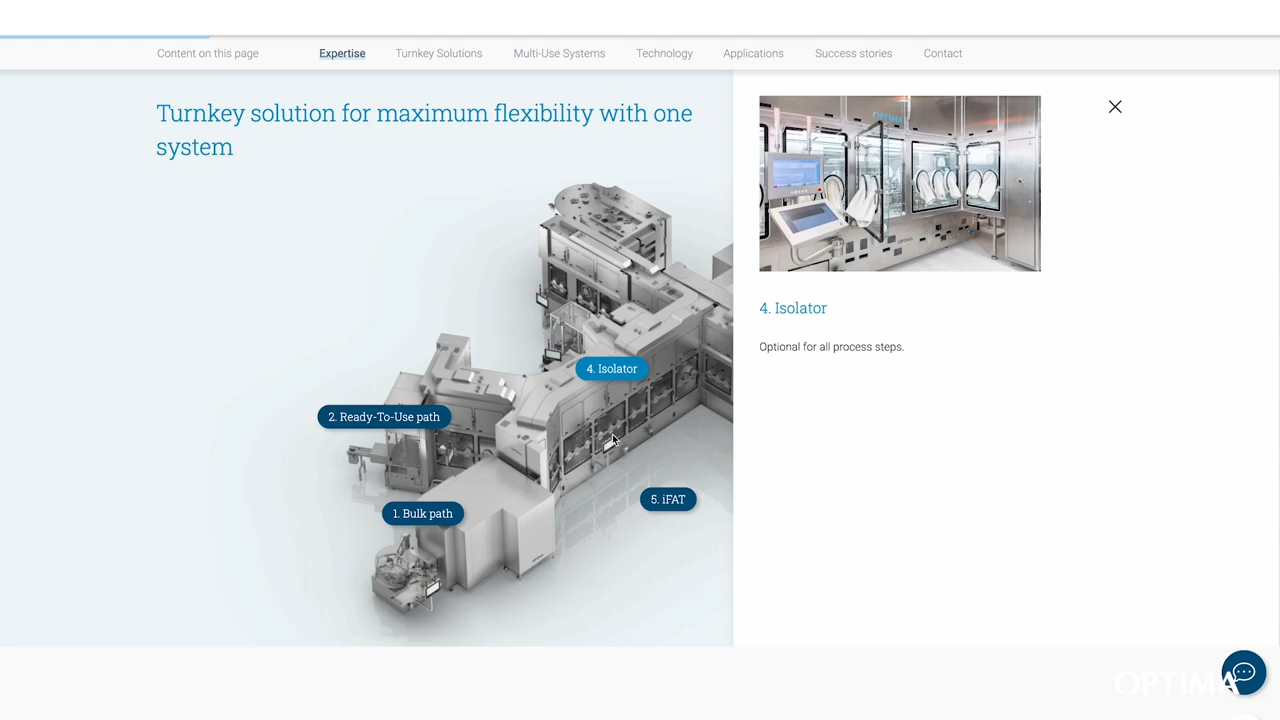 Content on this page
Expertise
Turnkey Solutions
Multi-Use Systems
Technology
Applications
Success stories
Contact
Turnkey solution for maximum flexibility with one
system
OPTIMA
OPTIMA
4. Isolator
Optional for all process steps.
4. Isolator
2. Ready-To-Use path
5. iFAT
1. Bulk path
OPTIMA